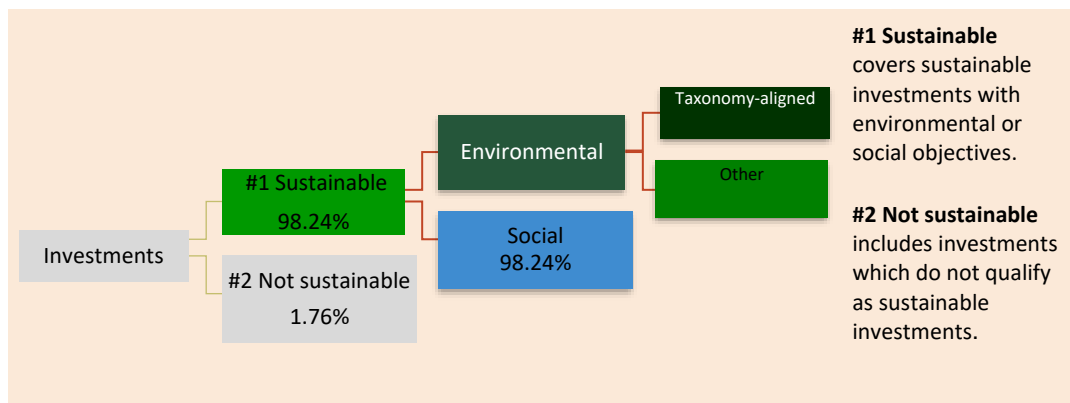 Investments
#1 Sustainable
98.24%
#2 Not sustainable
1.76%
Environmental
Social
98.24%
Taxonomy-aligned
Other
#1 Sustainable
covers sustainable
investments with
environmental or
social objectives.
#2 Not sustainable
includes investments
which do not qualify
as sustainable
investments.